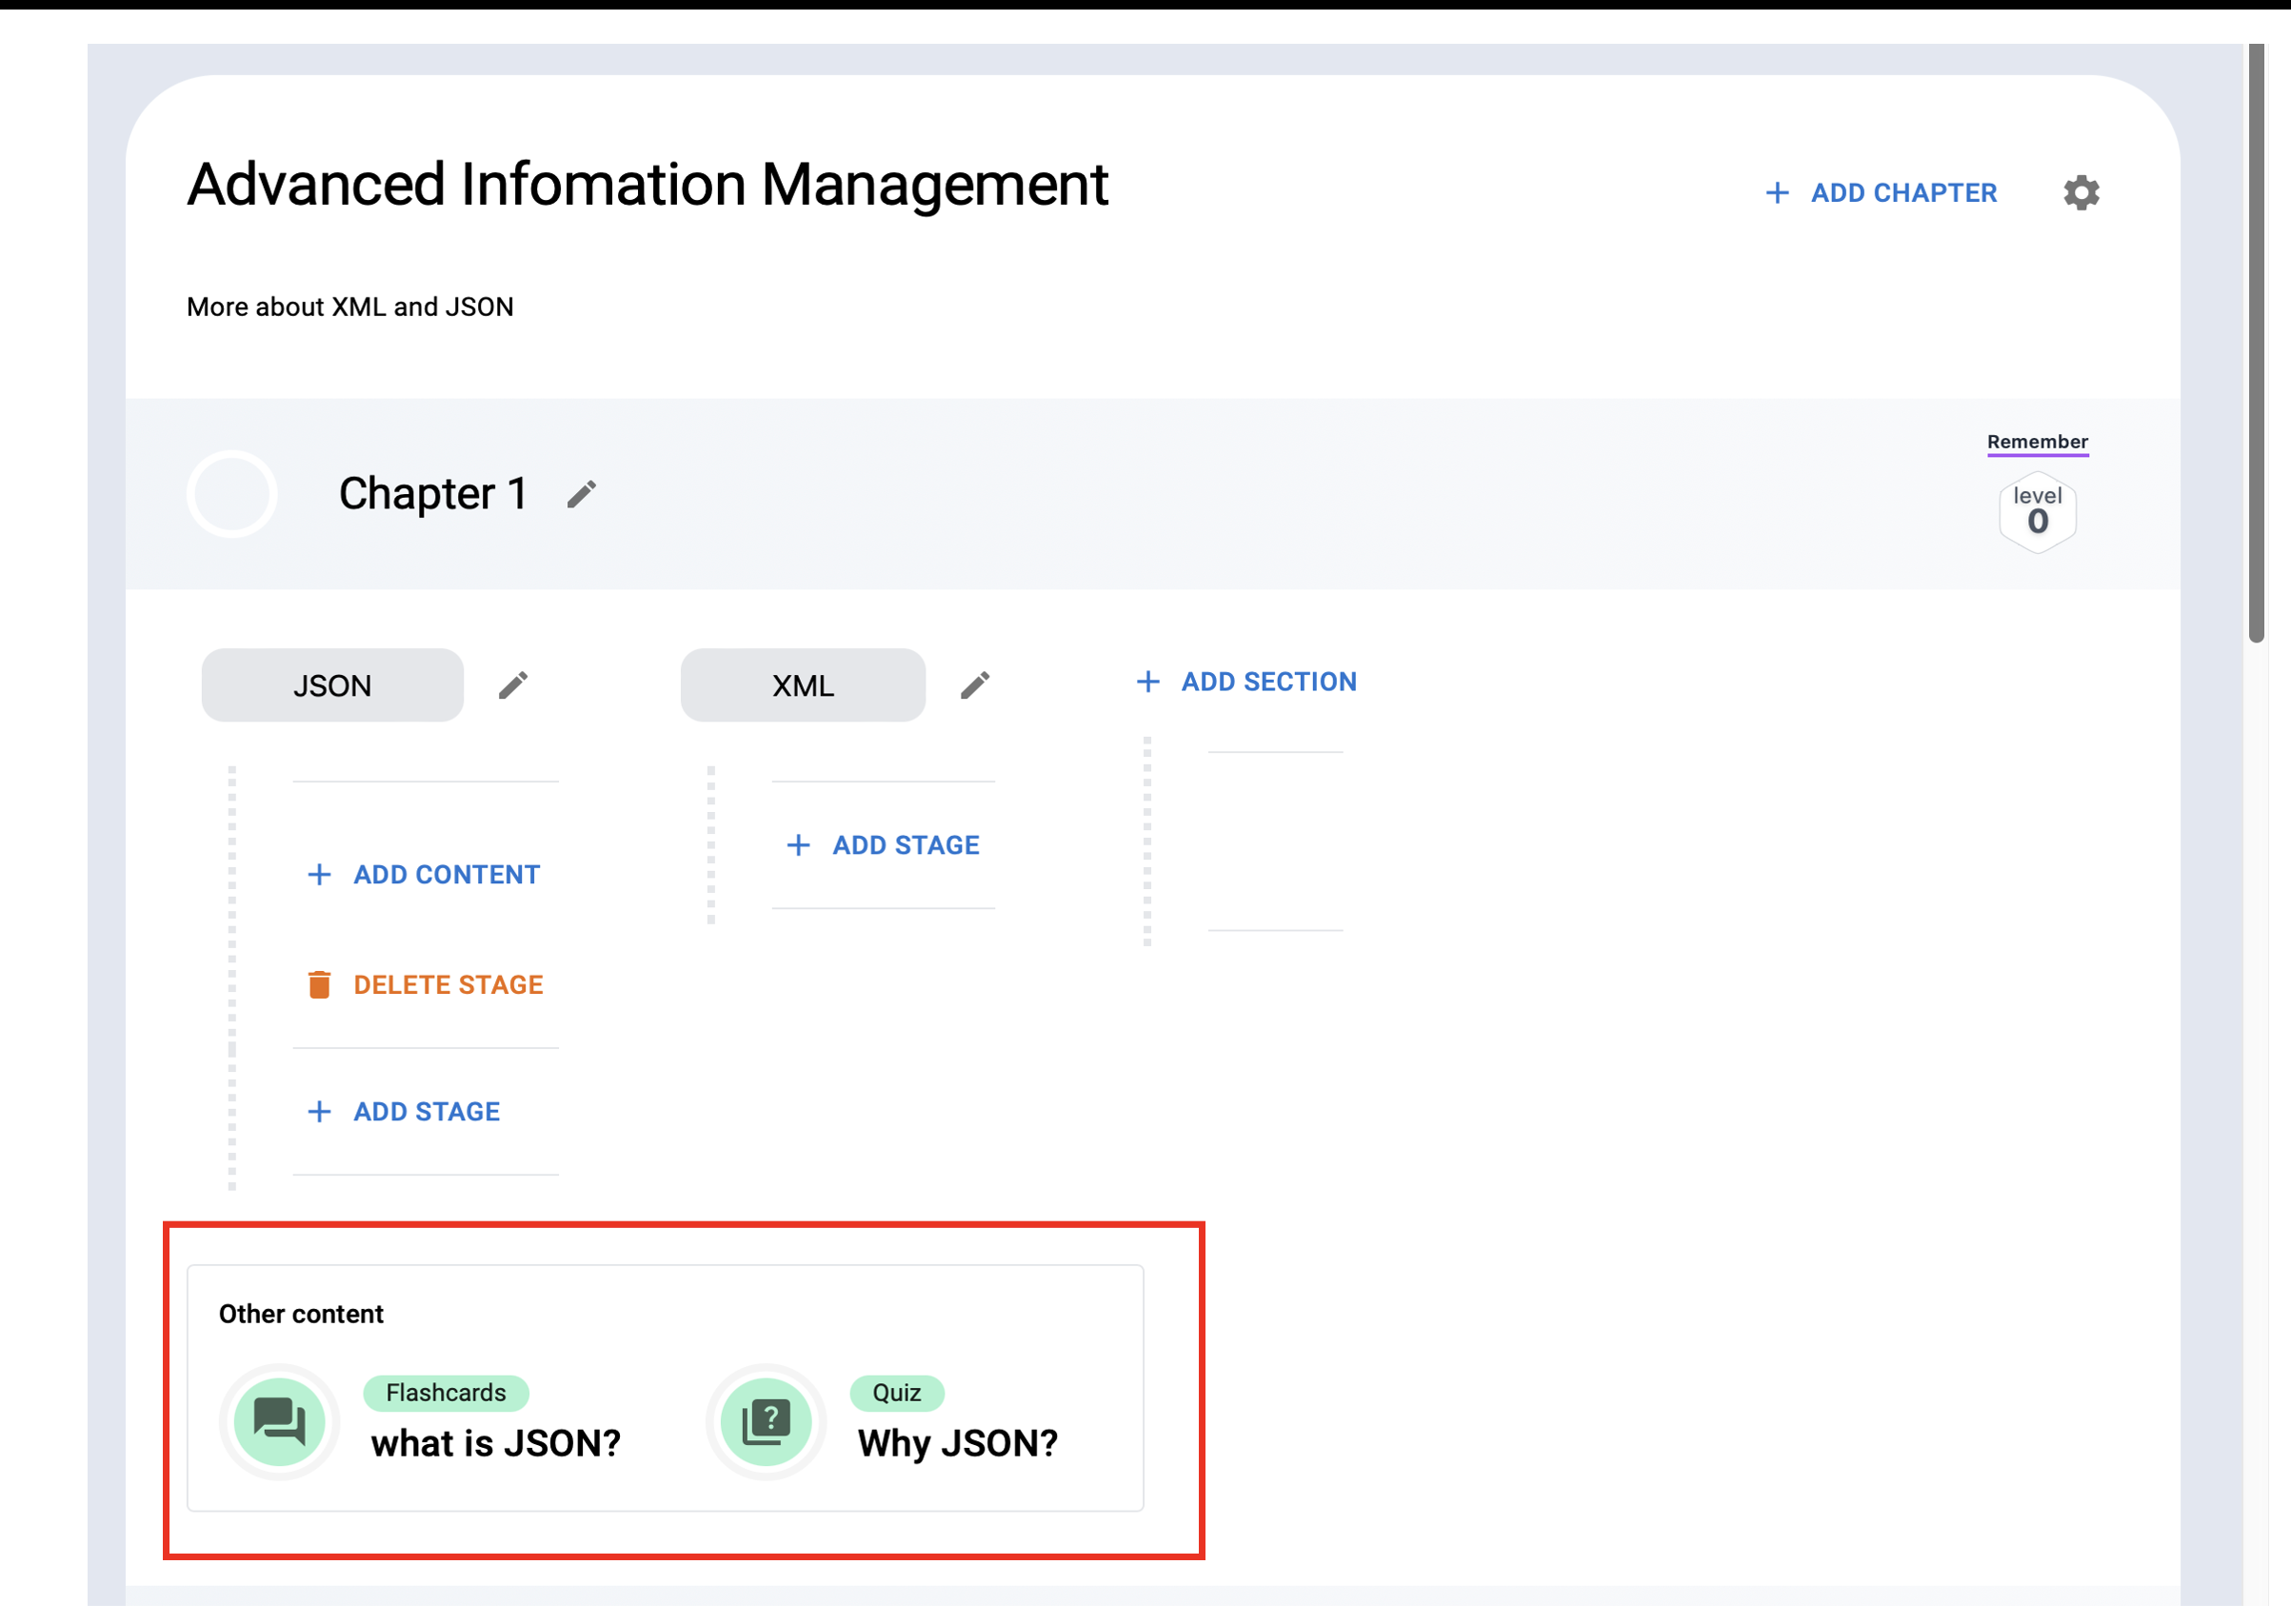 Advanced Infomation Management
+ ADD CHAPTER
More about XML and JSON
Remember
Chapter 1
level
0
JSON
XML
+ ADD SECTION
+ ADD CONTENT
+ ADD STAGE
DELETE STAGE
+ ADD STAGE
Other content
Flashcards
what is JSON?
Quiz
Why JSON?